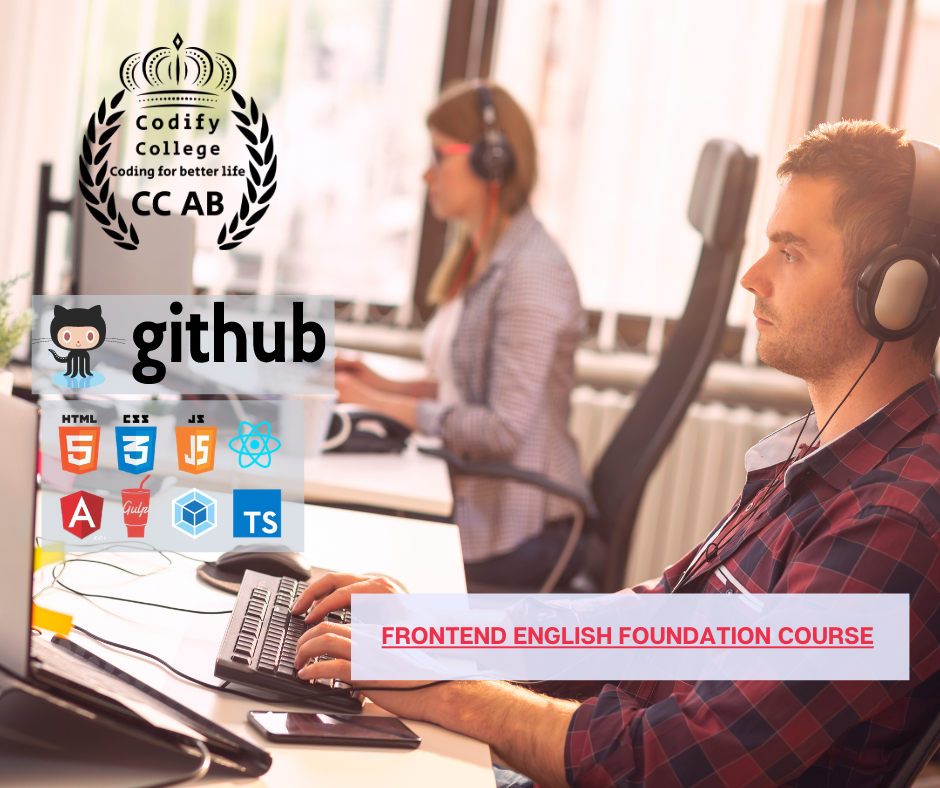 Codify
College
Coding for better life
CC AB
github
HTML CSS JS
5 3 JS
A Gulp TS
FRONTEND ENGLISH FOUNDATION COURSE